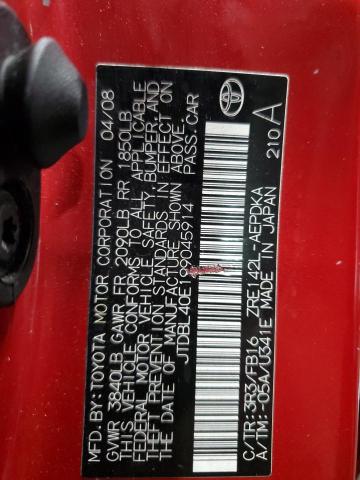 MFD. BY: TOYOTA MOTOR CORPORATION 04/08
GVWR 3840LB GAWR FR 2090LB RR 1850LB
THIS VEHICLE CONFORMS TO ALL APPLICABLE
FEDERAL MOTOR VEHICLE SAFETY, BUMPER, AND
THEFT PREVENTION STANDARDS IN EFFECT ON
THE DATE OF MANUFACTURE SHOWN ABOVE.
JTDBL40E199045914 PASS.CAR
C/TR: 3R3/FB16 ZRE142L-AEPDKA
A/TM: -05A/U341E MADE IN JAPAN 210 A